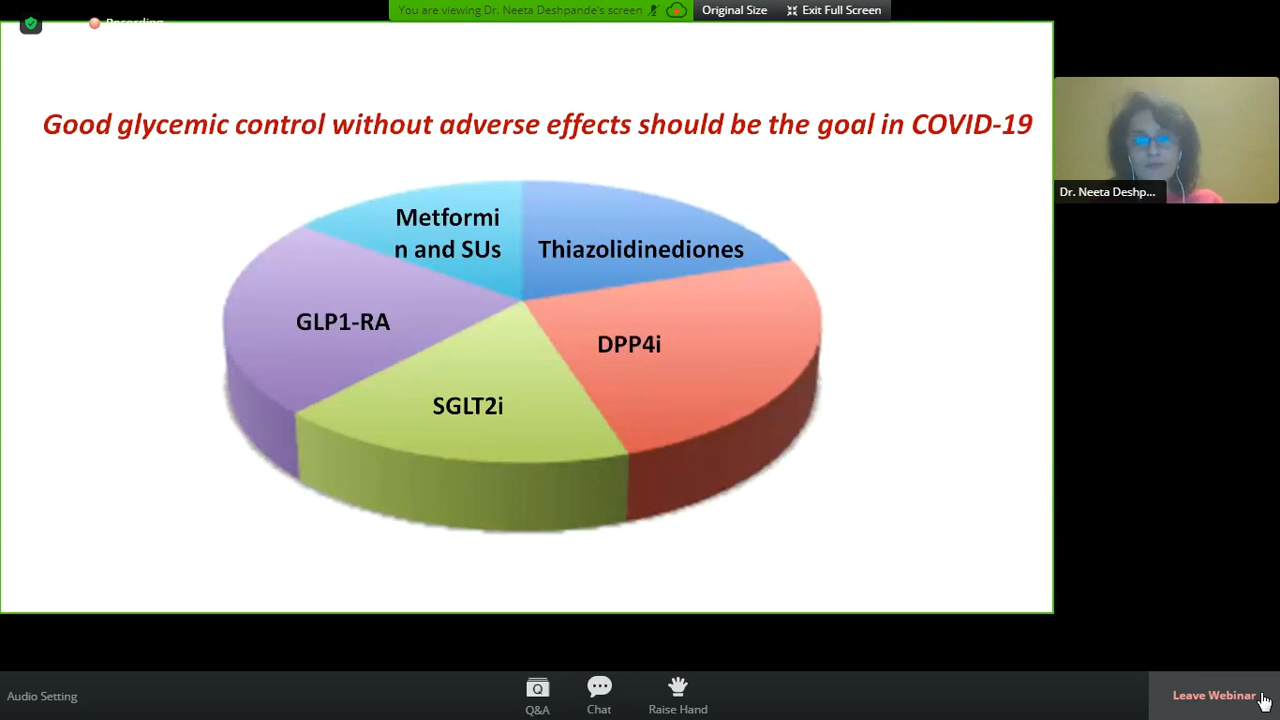 You are viewing Dr. Neeta Deshpande's screen
Original Size
Exit Full Screen
Recording
Good glycemic control without adverse effects should be the goal in COVID-19
Metformi
n and SUs
Thiazolidinediones
GLP1-RA
DPP4i
SGLT2i
Dr. Neeta Deshp...
Audio Setting
Q
Q&A
Chat
Raise Hand
Leave Webinar